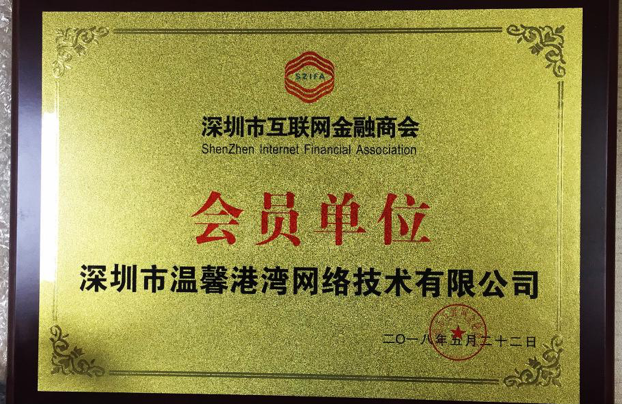 SZIFA
深圳市互联网金融商会
ShenZhen Internet Financial Association
会员单位
深圳市温馨港湾网络技术有限公司
二〇一八年五月二十二日